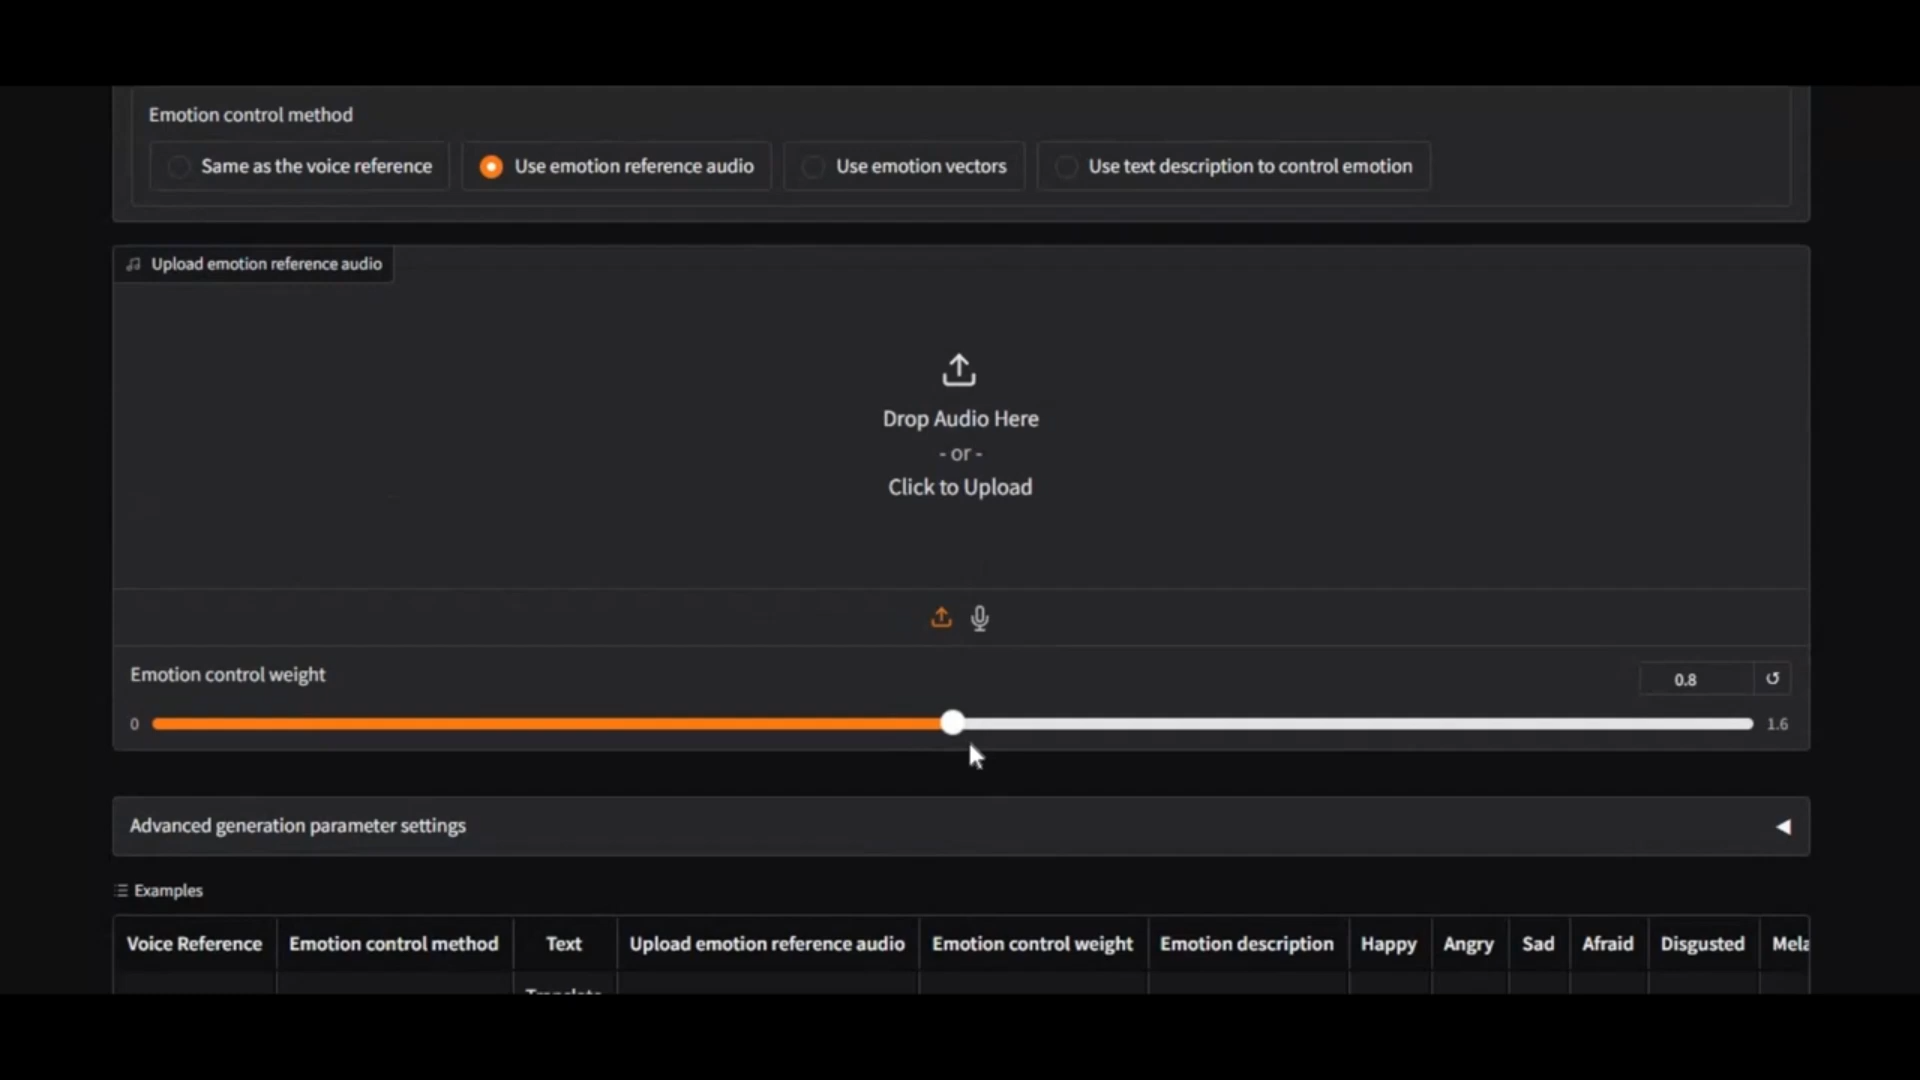 Emotion control method
Same as the voice reference
Use emotion reference audio
Use emotion vectors
Use text description to control emotion
Upload emotion reference audio
Drop Audio Here
- or -
Click to Upload
Emotion control weight
0.8
0
1.6
Advanced generation parameter settings
Examples
Voice Reference Emotion control method Text Upload emotion reference audio Emotion control weight Emotion description Happy Angry Sad Afraid Disgusted Mela